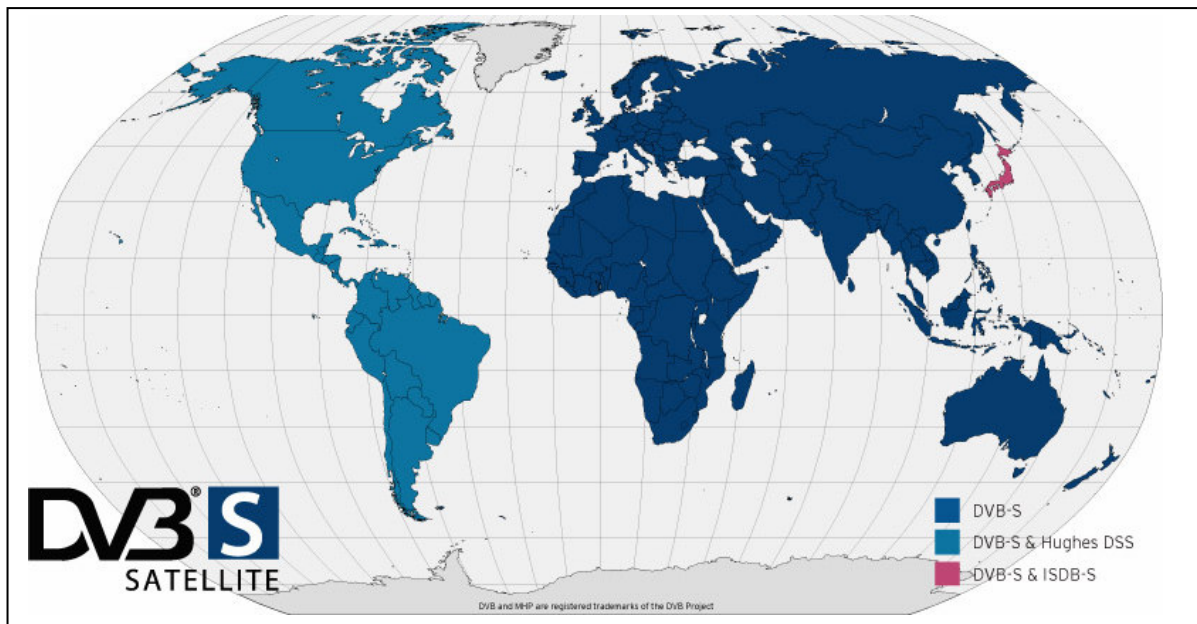 DVB® S
SATELLITE
DVB-S
DVB-S & Hughes DSS
DVB-S & ISDB-S
DVB and MHP are registered trademarks of the DVB Project